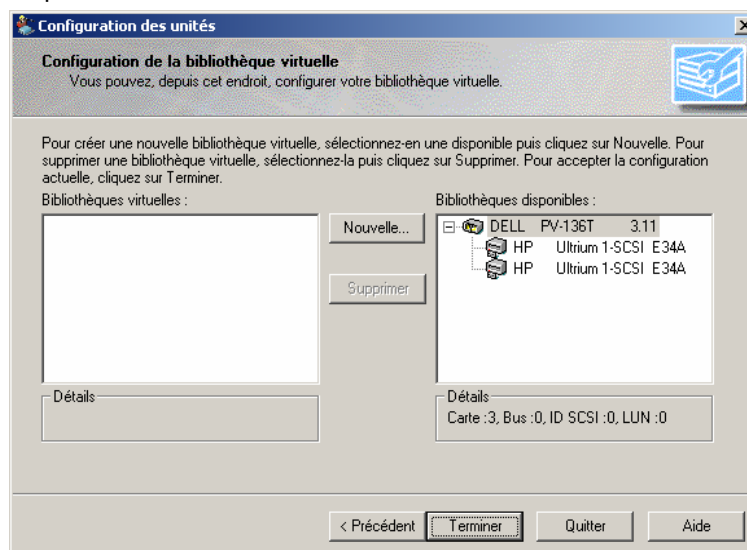 Configuration des unités
Configuration de la bibliothèque virtuelle
Vous pouvez, depuis cet endroit, configurer votre bibliothèque virtuelle.
Pour créer une nouvelle bibliothèque virtuelle, sélectionnez-en une disponible puis cliquez sur Nouvelle. Pour
supprimer une bibliothèque virtuelle, sélectionnez-la puis cliquez sur Supprimer. Pour accepter la configuration
actuelle, cliquez sur Terminer.
Bibliothèques virtuelles :
Bibliothèques disponibles :
Nouvelle...
Supprimer
DELL PV-136T 3.11
HP Ultrium 1-SCSI E34A
HP Ultrium 1-SCSI E34A
Détails
Détails
Carte :3, Bus :0, ID SCSI :0, LUN :0
< Précédent
Terminer
Quitter
Aide